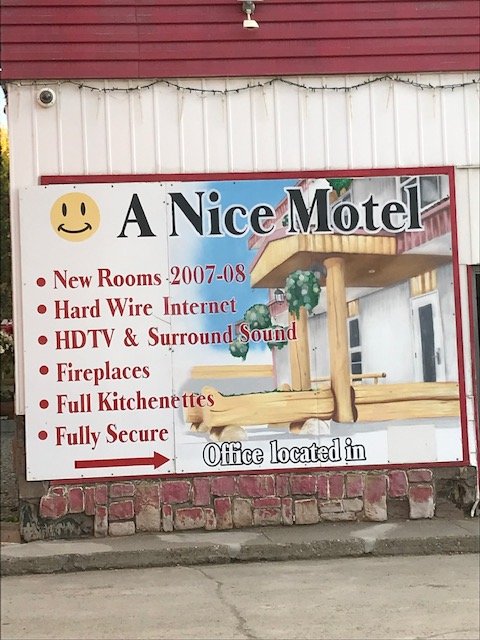 A Nice Motel
• New Rooms 2007-08
• Hard Wire Internet
• HDTV & Surround Sound
• Fireplaces
• Full Kitchenettes
• Fully Secure
Office located in